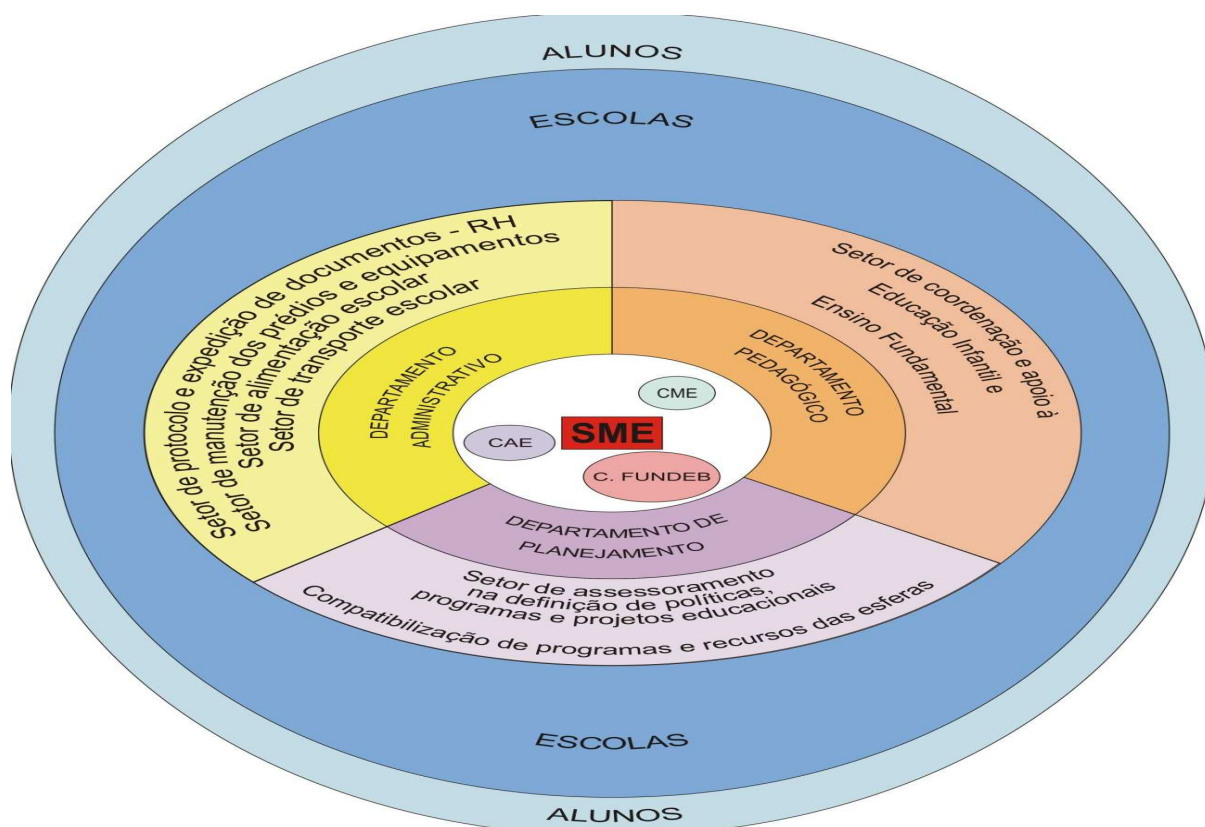 ALUNOS
ESCOLAS
Setor de protocolo e expedição de documentos - RH
Setor de manutenção dos prédios e equipamentos
Setor de alimentação escolar
Setor de transporte escolar
DEPARTAMENTO
ADMINISTRATIVO
Setor de coordenação e apoio à
Educação Infantil e
Ensino Fundamental
DEPARTAMENTO
PEDAGÓGICO
CME
SME
CAE
C. FUNDEB
DEPARTAMENTO DE
PLANEJAMENTO
Setor de assessoramento
na definição de políticas,
programas e projetos educacionais
Compatibilização de programas e recursos das esferas
ESCOLAS
ALUNOS